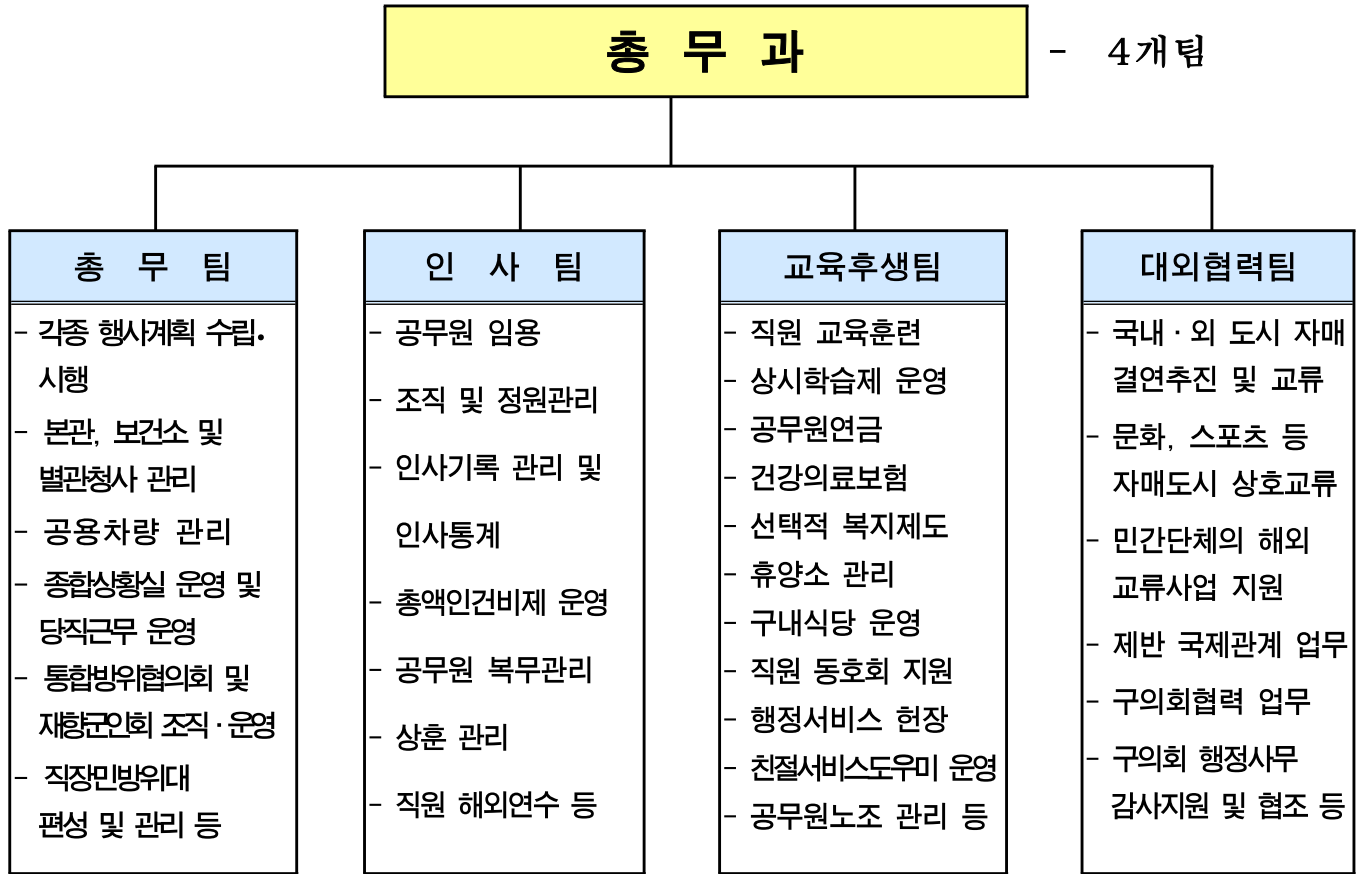 총 무 과
- 4개팀
총 무 팀
- 각종 행사계획 수립·
시행
- 본관, 보건소 및
별관청사 관리
- 공용차량 관리
- 종합상황실 운영 및
당직근무 운영
- 통합방위협의회 및
재향군인회 조직·운영
- 직장민방위대
편성 및 관리 등
인 사 팀
- 공무원 임용
- 조직 및 정원관리
- 인사기록 관리 및
인사통계
- 총액인건비제 운영
- 공무원 복무관리
- 상훈 관리
- 직원 해외연수 등
교육후생팀
- 직원 교육훈련
- 상시학습제 운영
- 공무원연금
- 건강의료보험
- 선택적 복지제도
- 휴양소 관리
- 구내식당 운영
- 직원 동호회 지원
- 행정서비스 헌장
- 친절서비스도우미 운영
- 공무원노조 관리 등
대외협력팀
- 국내·외 도시 자매
결연추진 및 교류
- 문화, 스포츠 등
자매도시 상호교류
- 민간단체의 해외
교류사업 지원
- 제반 국제관계 업무
- 구의회협력 업무
- 구의회 행정사무
감사지원 및 협조 등